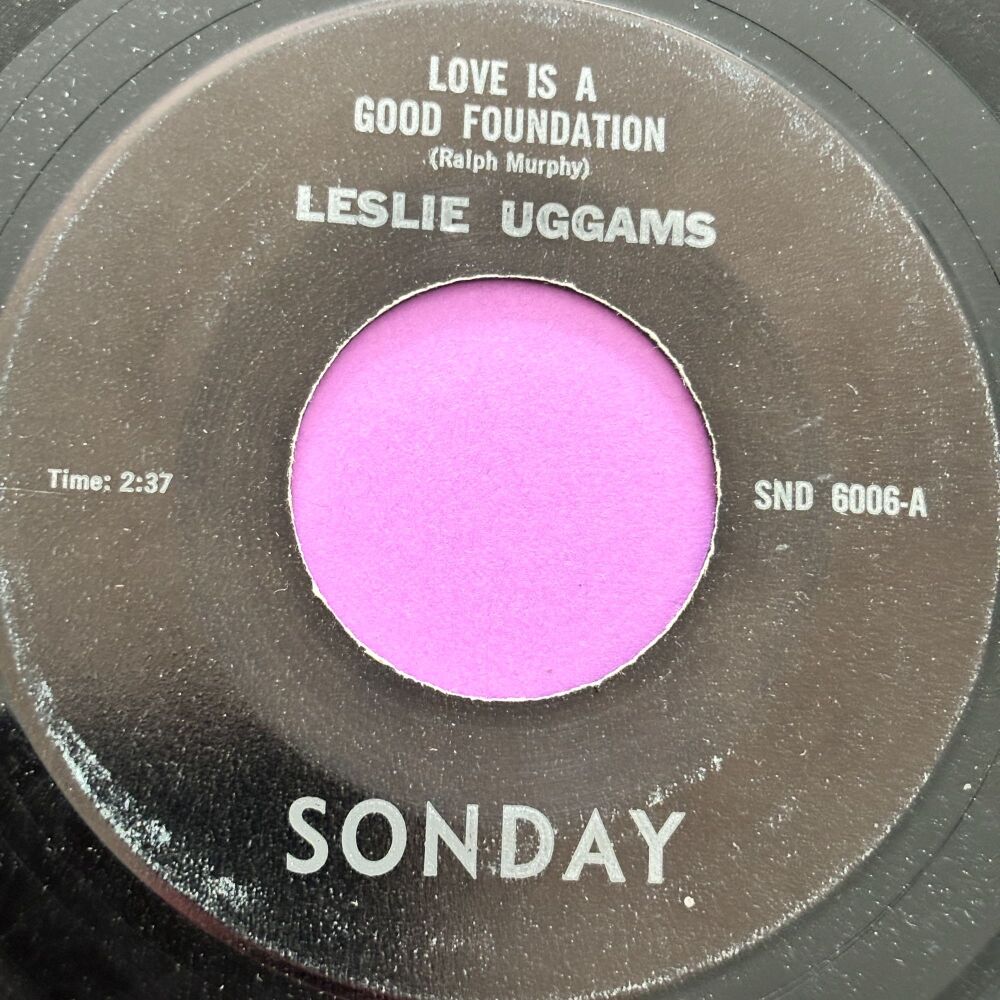 LOVE IS A
GOOD FOUNDATION
(Ralph Murphy)
LESLIE UGGAMS
Time: 2:37
SND 6006-A
SONDAY